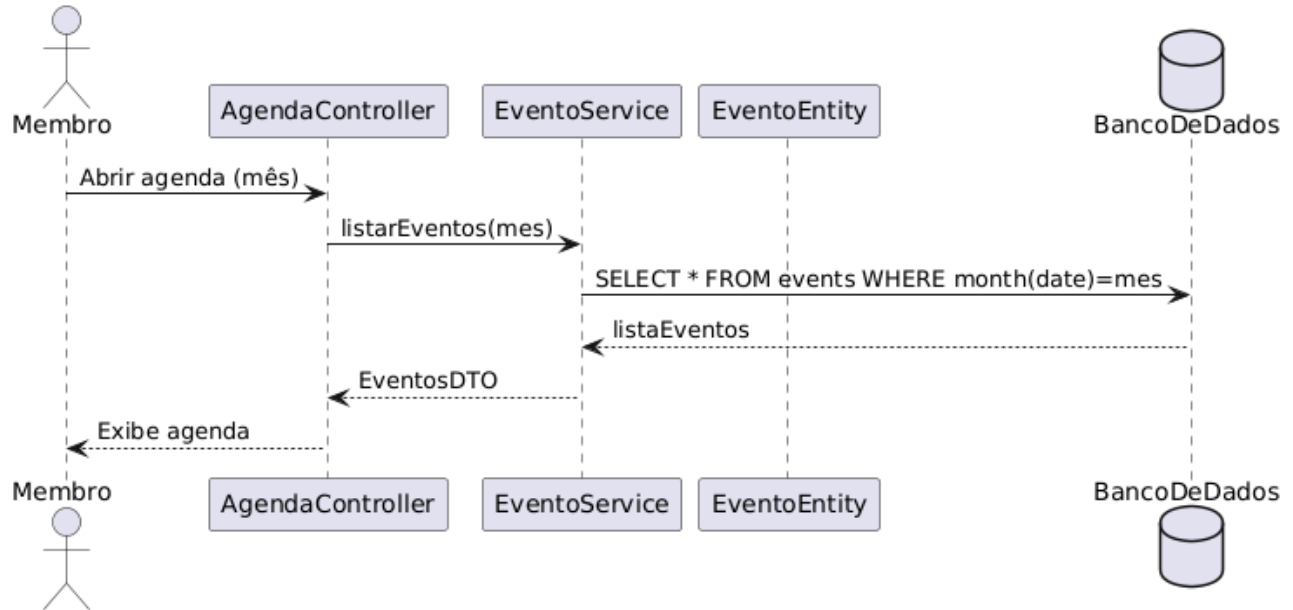 Membro
AgendaController
EventoService
EventoEntity
BancoDeDados
Abrir agenda (mês)
listarEventos(mes)
SELECT * FROM events WHERE month(date)=mes
listaEventos
EventosDTO
Exibe agenda
Membro
AgendaController
EventoService
EventoEntity
BancoDeDados